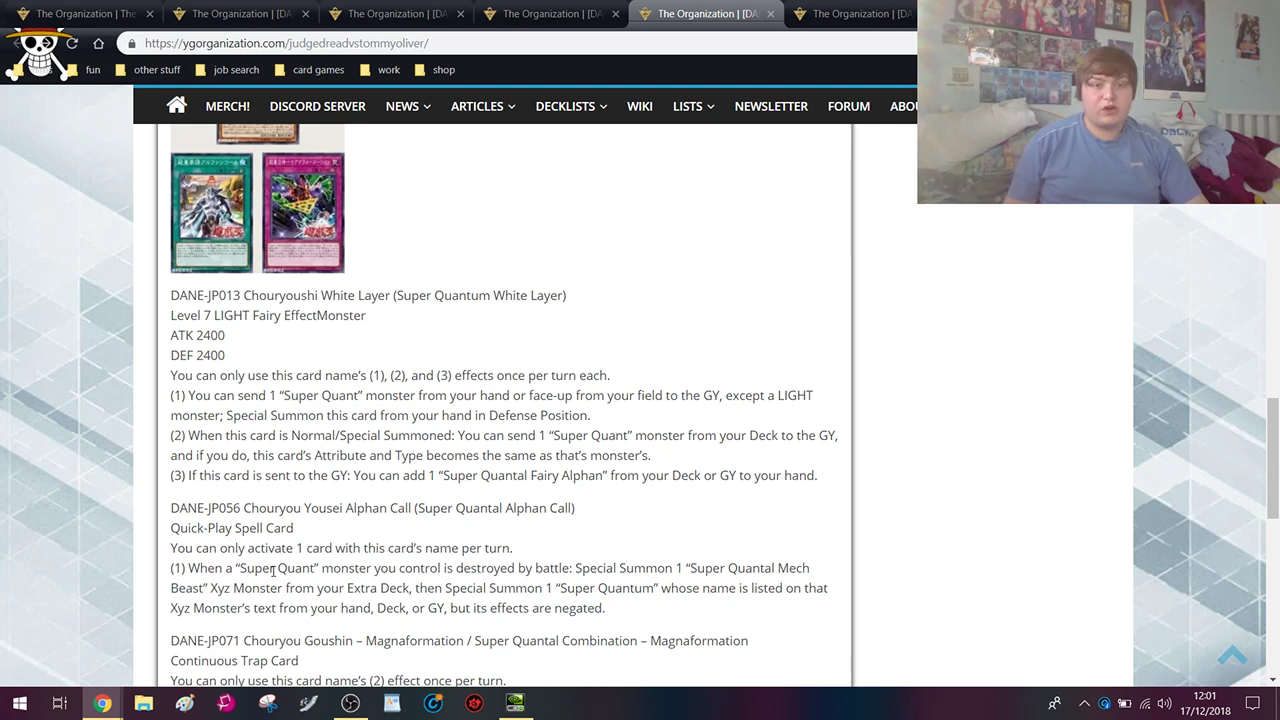 The Organization | The
The Organization | [DA
The Organization | [DA
The Organization | [DA
The Organization | [DA
The Organization | [DA
https://ygorganization.com/judgedreadvstommyoliver/
fun
other stuff
job search
card games
work
shop
MERCH!
DISCORD SERVER
NEWS
ARTICLES
DECKLISTS
WIKI
LISTS
NEWSLETTER
FORUM
ABOU
DANE-JP013 Chouryoushi White Layer (Super Quantum White Layer)
Level 7 LIGHT Fairy EffectMonster
ATK 2400
DEF 2400
You can only use this card name’s (1), (2), and (3) effects once per turn each.
(1) You can send 1 “Super Quant” monster from your hand or face-up from your field to the GY, except a LIGHT
monster; Special Summon this card from your hand in Defense Position.
(2) When this card is Normal/Special Summoned: You can send 1 “Super Quant” monster from your Deck to the GY,
and if you do, this card’s Attribute and Type becomes the same as that’s monster’s.
(3) If this card is sent to the GY: You can add 1 “Super Quantal Fairy Alphan” from your Deck or GY to your hand.
DANE-JP056 Chouryou Yousei Alphan Call (Super Quantal Alphan Call)
Quick-Play Spell Card
You can only activate 1 card with this card’s name per turn.
(1) When a “Super Quant” monster you control is destroyed by battle: Special Summon 1 “Super Quantal Mech
Beast” Xyz Monster from your Extra Deck, then Special Summon 1 “Super Quantum” whose name is listed on that
Xyz Monster’s text from your hand, Deck, or GY, but its effects are negated.
DANE-JP071 Chouryou Goushin – Magnaformation / Super Quantal Combination – Magnaformation
Continuous Trap Card
You can only use this card name’s (2) effect once per turn.
12:01
17/12/2018